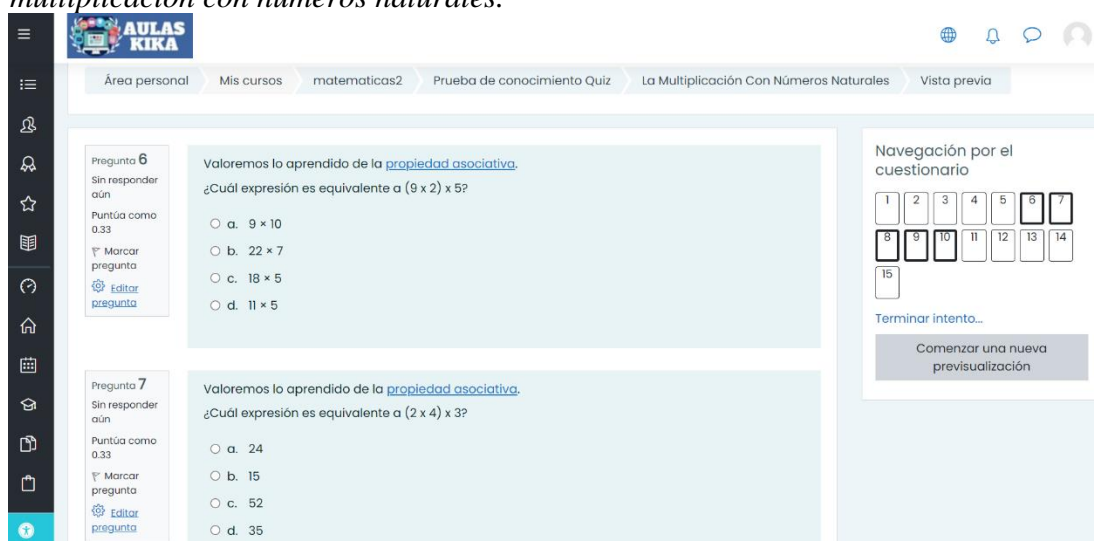 multiplicación con números naturales.
AULAS
KIKA
Área personal Mis cursos matematicas2 Prueba de conocimiento Quiz La Multiplicación Con Números Naturales Vista previa
Pregunta 6
Sin responder
aún
Puntúa como
0.33
Marcar
pregunta
Editar
pregunta
Valoremos lo aprendido de la propiedad asociativa.
¿Cuál expresión es equivalente a (9 x 2) x 5?
a. 9 × 10
b. 22 × 7
c. 18 × 5
d. 11 × 5
Pregunta 7
Sin responder
aún
Puntúa como
0.33
Marcar
pregunta
Editar
pregunta
Valoremos lo aprendido de la propiedad asociativa.
¿Cuál expresión es equivalente a (2 x 4) x 3?
a. 24
b. 15
c. 52
d. 35
Navegación por el
cuestionario
1 2 3 4 5 6 7
8 9 10 11 12 13 14
15
Terminar intento...
Comenzar una nueva
previsualización